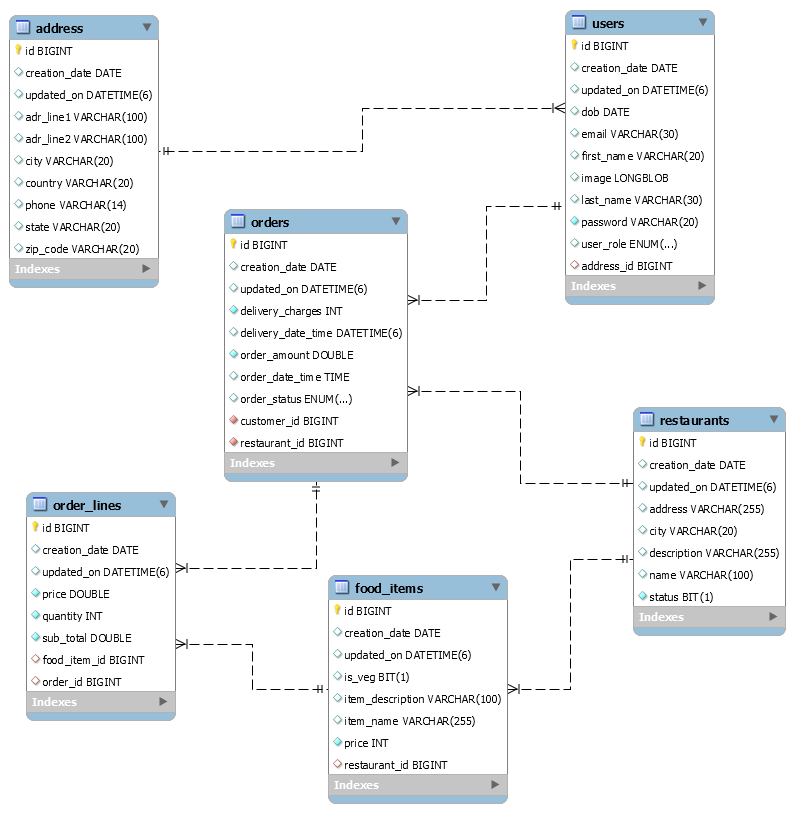 address
id BIGINT
creation_date DATE
updated_on DATETIME(6)
adr_line1 VARCHAR(100)
adr_line2 VARCHAR(100)
city VARCHAR(20)
country VARCHAR(20)
phone VARCHAR(14)
state VARCHAR(20)
zip_code VARCHAR(20)
Indexes
users
id BIGINT
creation_date DATE
updated_on DATETIME(6)
dob DATE
email VARCHAR(30)
first_name VARCHAR(20)
image LONGBLOB
last_name VARCHAR(30)
password VARCHAR(20)
user_role ENUM(...)
address_id BIGINT
Indexes
orders
id BIGINT
creation_date DATE
updated_on DATETIME(6)
delivery_charges INT
delivery_date_time DATETIME(6)
order_amount DOUBLE
order_date_time TIME
order_status ENUM(...)
customer_id BIGINT
restaurant_id BIGINT
Indexes
restaurants
id BIGINT
creation_date DATE
updated_on DATETIME(6)
address VARCHAR(255)
city VARCHAR(20)
description VARCHAR(255)
name VARCHAR(100)
status BIT(1)
Indexes
order_lines
id BIGINT
creation_date DATE
updated_on DATETIME(6)
price DOUBLE
quantity INT
sub_total DOUBLE
food_item_id BIGINT
order_id BIGINT
Indexes
food_items
id BIGINT
creation_date DATE
updated_on DATETIME(6)
is_veg BIT(1)
item_description VARCHAR(100)
item_name VARCHAR(255)
price INT
restaurant_id BIGINT
Indexes